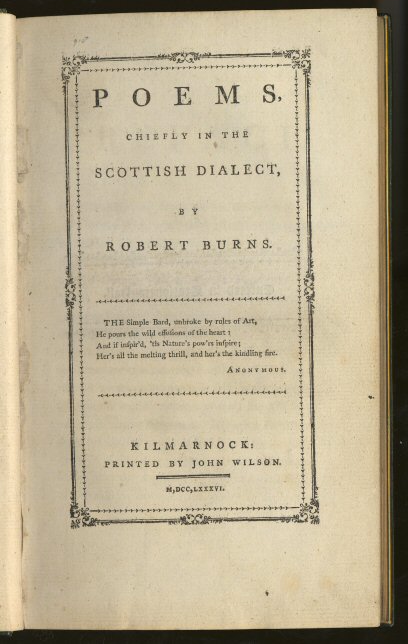 POEMS,
CHIEFLY IN THE
SCOTTISH DIALECT,
BY
ROBERT BURNS.
THE Simple Bard, unbroke by rules of Art,
He pours the wild effuſions of the heart :
And if inſpir'd, 'tis Nature's pow'rs inſpire;
Her's all the melting thrill, and her's the kindling fire.
ANONYMOUS.
KILMARNOCK:
PRINTED BY JOHN WILSON.
M,DCC,LXXXVI.